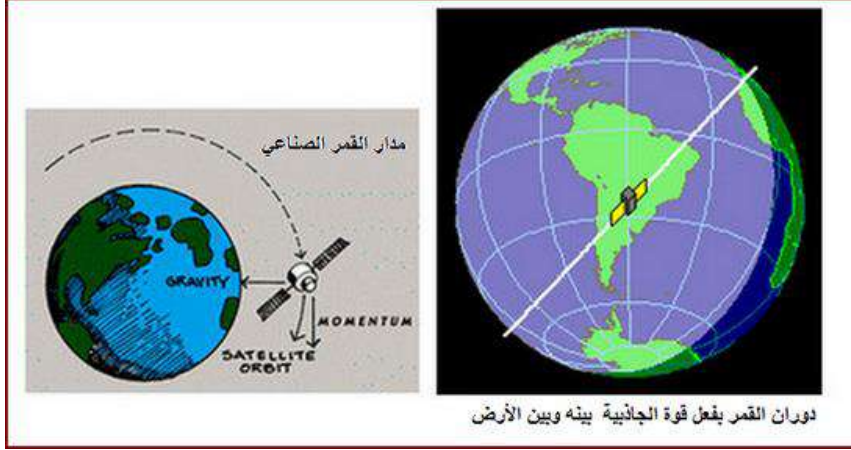 مدار القمر الصناعي
GRAVITY
MOMENTUM
SATELLITE
ORBIT
دوران القمر بفعل قوة الجاذبية بينه وبين الأرض